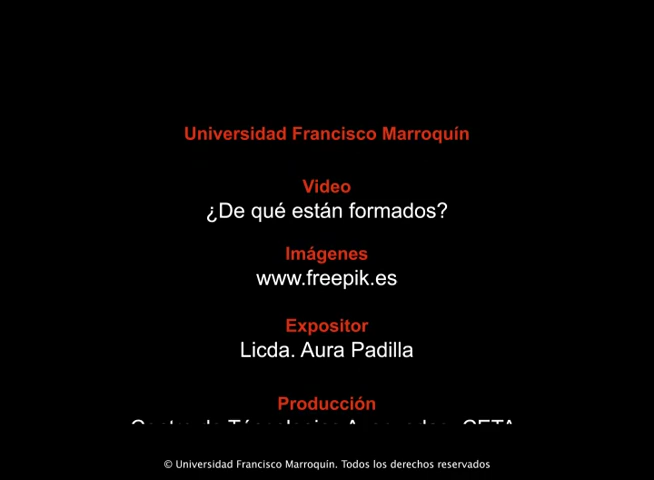 Universidad Francisco Marroquín
Video
¿De qué están formados?
Imágenes
www.freepik.es
Expositor
Licda. Aura Padilla
Producción
© Universidad Francisco Marroquín. Todos los derechos reservados